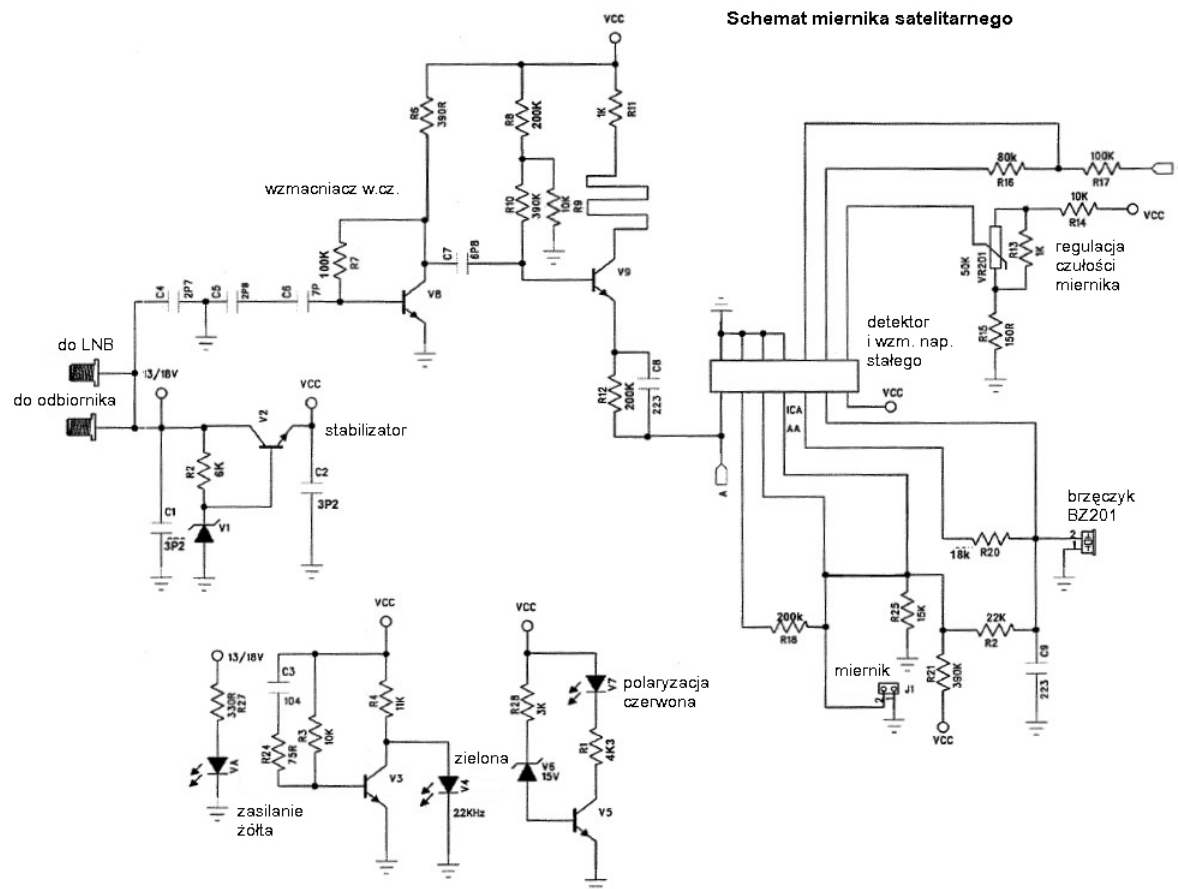 Schemat miernika satelitarnego
VCC
R6
390R
R8
200K
1K
R11
wzmacniacz w.cz.
R10
390K
10K
R9
100K
R7
C7
6P8
V9
C4
2P7
C5
2P8
C6
7P
V8
80k
R16
100K
R17
10K
R14
VCC
50K
VR201
R13
1K
regulacja
czułości
miernika
R15
150R
detektor
i wzm. nap.
stałego
do LNB
13/18V
do odbiornika
V2
VCC
stabilizator
R2
6K
C2
3P2
C1
3P2
V1
R12
200K
C8
223
ICA
AA
VCC
A
brzęczyk
BZ201
2
1
18k
R20
200k
R18
R25
15K
22K
R2
miernik
2
1
J1
R21
390K
C9
223
VCC
VCC
13/18V
330R
R27
C3
104
R4
11K
R3
10K
R24
75R
VA
V3
zielona
V4
22KHz
zasilanie
żółta
VCC
R28
3K
V7
polaryzacja
czerwona
R1
4K3
V6
15V
V5